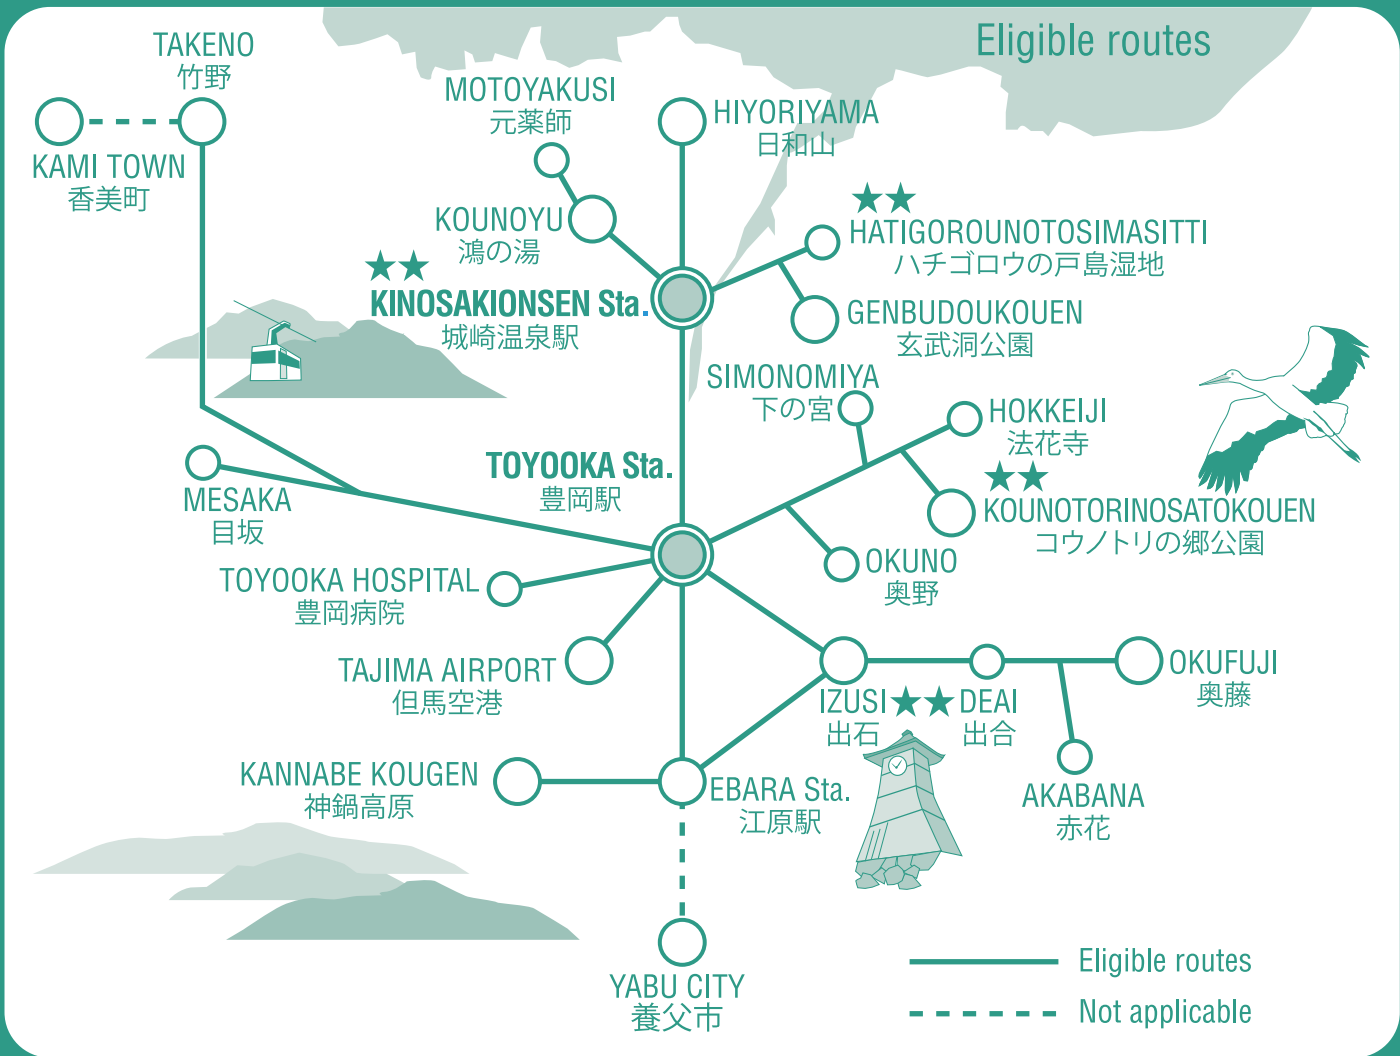 Eligible routes
TAKENO
竹野
KAMI TOWN
香美町
MOTOYAKUSI
元薬師
HIYORIYAMA
日和山
KOUNOYU
鴻の湯
★★
HATIGOROUNOTOSIMASITTI
ハチゴロウの戸島湿地
★★
KINOSAKIONSEN Sta.
城崎温泉駅
GENBUDOUKOUEN
玄武洞公園
SIMONOMIYA
下の宮
HOKKEIJI
法花寺
★★
KOUNOTORINOSATOKOUEN
コウノトリの郷公園
TOYOOKA Sta.
豊岡駅
MESAKA
目坂
OKUNO
奥野
TOYOOKA HOSPITAL
豊岡病院
TAJIMA AIRPORT
但馬空港
IZUSI★★
出石
DEAI
出合
OKUFUJI
奥藤
KANNABE KOUGEN
神鍋高原
EBARA Sta.
江原駅
AKABANA
赤花
YABU CITY
養父市
Eligible routes
Not applicable